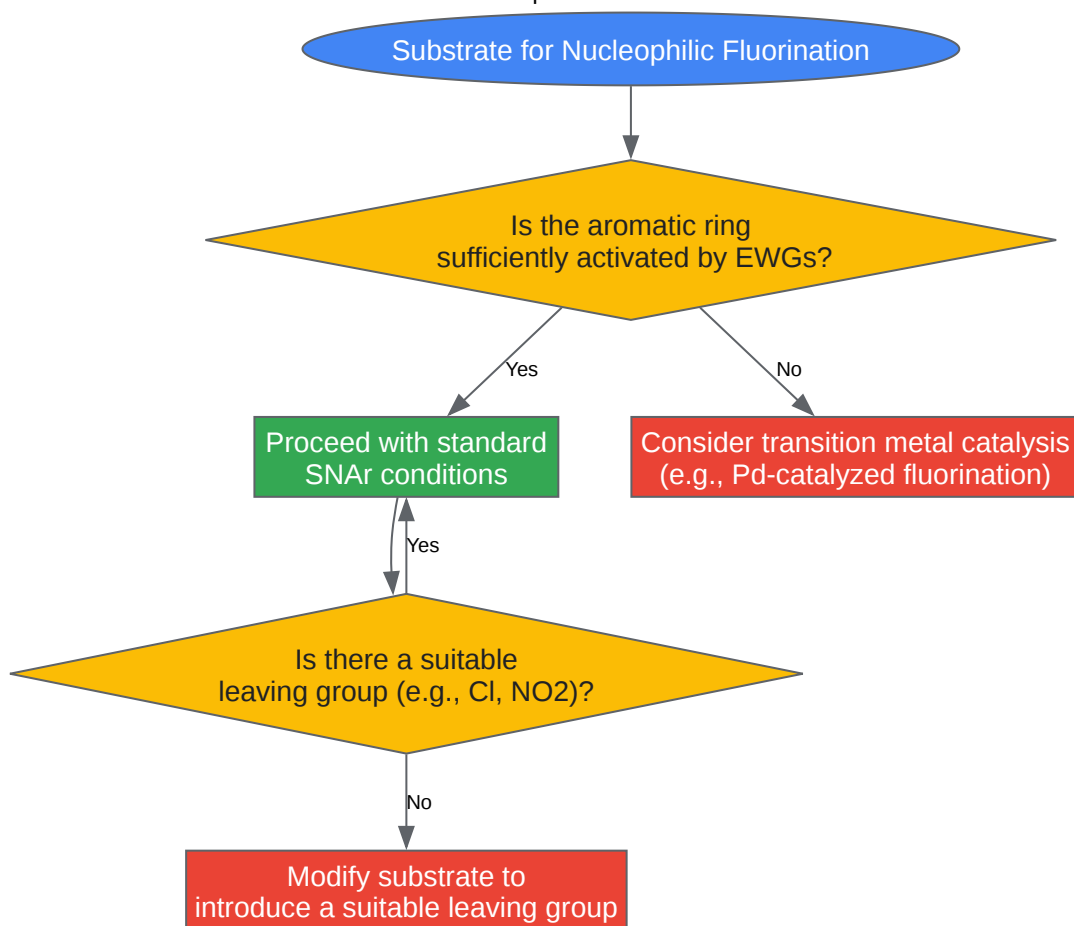 Substrate for Nucleophilic Fluorination
Is the aromatic ring
sufficiently activated by EWGs?
Yes
No
Proceed with standard
SNAr conditions
Consider transition metal catalysis
(e.g., Pd-catalyzed fluorination)
Yes
Is there a suitable
leaving group (e.g., Cl, NO2)?
No
Modify substrate to
introduce a suitable leaving group